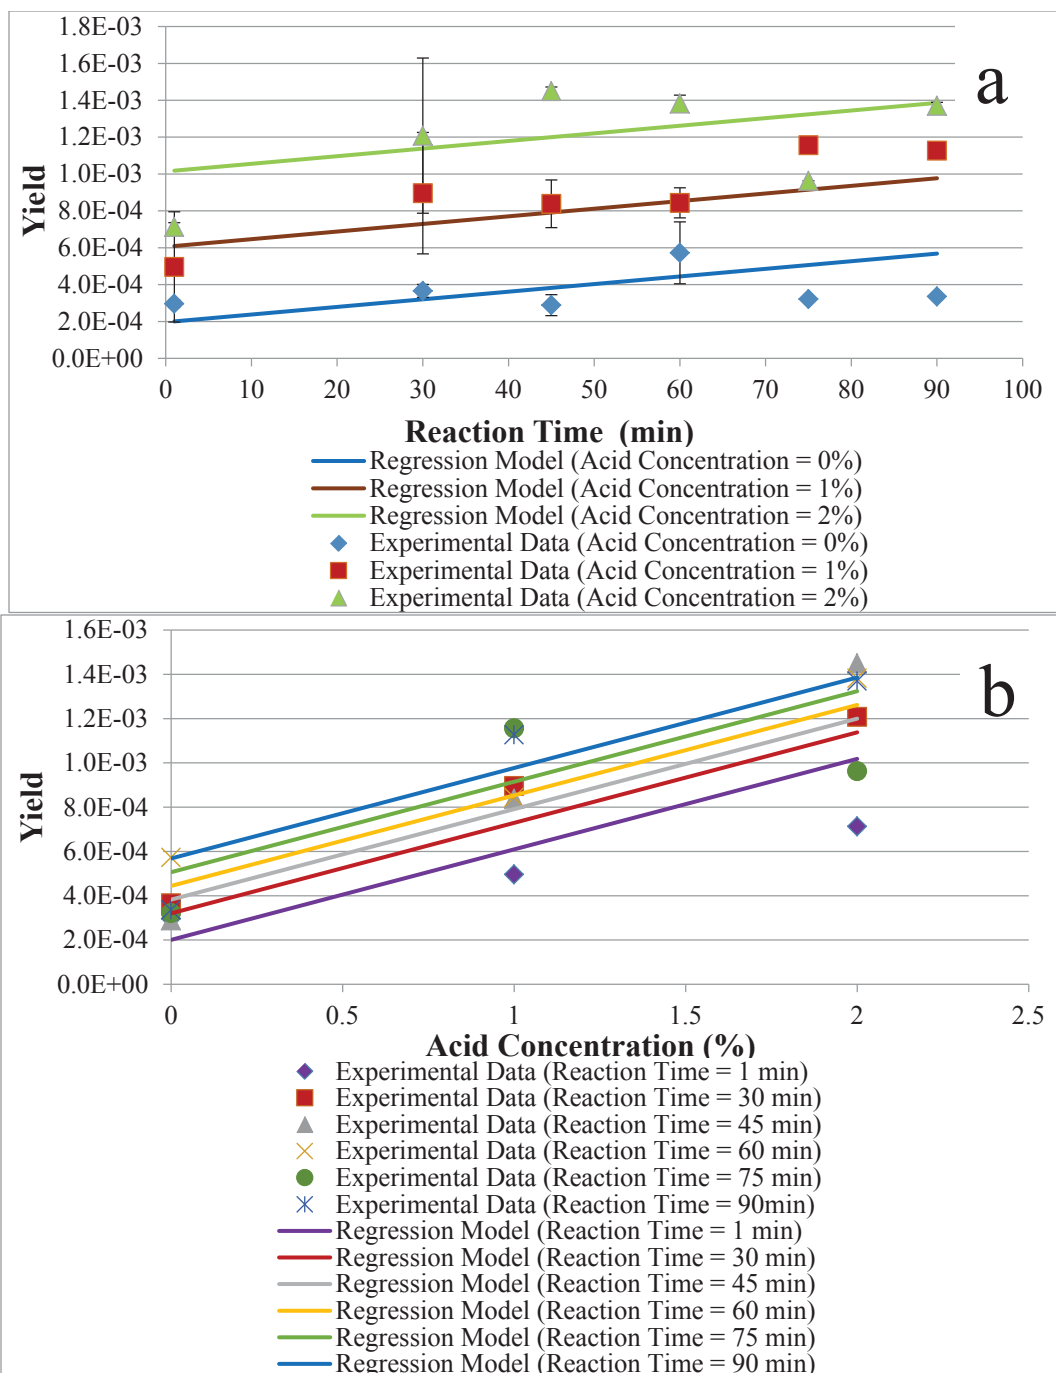 1.8E-03
1.6E-03
1.4E-03
1.2E-03
1.0E-03
8.0E-04
6.0E-04
4.0E-04
2.0E-04
0.0E+00
Yield
a
0 10 20 30 40 50 60 70 80 90 100
Reaction Time (min)
Regression Model (Acid Concentration = 0%)
Regression Model (Acid Concentration = 1%)
Regression Model (Acid Concentration = 2%)
Experimental Data (Acid Concentration = 0%)
Experimental Data (Acid Concentration = 1%)
Experimental Data (Acid Concentration = 2%)
1.6E-03
1.4E-03
1.2E-03
1.0E-03
8.0E-04
6.0E-04
4.0E-04
2.0E-04
0.0E+00
Yield
b
0 0.5 1 1.5 2 2.5
Acid Concentration (%)
Experimental Data (Reaction Time = 1 min)
Experimental Data (Reaction Time = 30 min)
Experimental Data (Reaction Time = 45 min)
Experimental Data (Reaction Time = 60 min)
Experimental Data (Reaction Time = 75 min)
Experimental Data (Reaction Time = 90min)
Regression Model (Reaction Time = 1 min)
Regression Model (Reaction Time = 30 min)
Regression Model (Reaction Time = 45 min)
Regression Model (Reaction Time = 60 min)
Regression Model (Reaction Time = 75 min)
Regression Model (Reaction Time = 90 min)